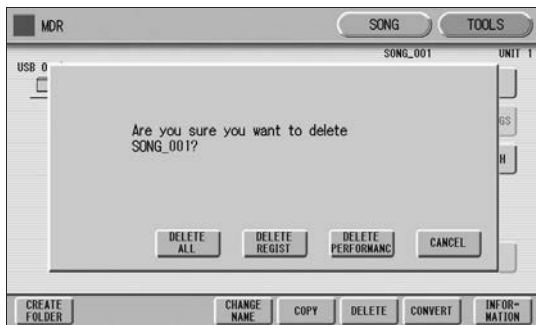 MDR
SONG
TOOLS
SONG_001
UNIT 1
USB 0
GS
H
Are you sure you want to delete
SONG_001?
DELETE
ALL
DELETE
REGIST
DELETE
PERFORMANC
CANCEL
CREATE
FOLDER
CHANGE
NAME
COPY
DELETE
CONVERT
INFOR-
MATION